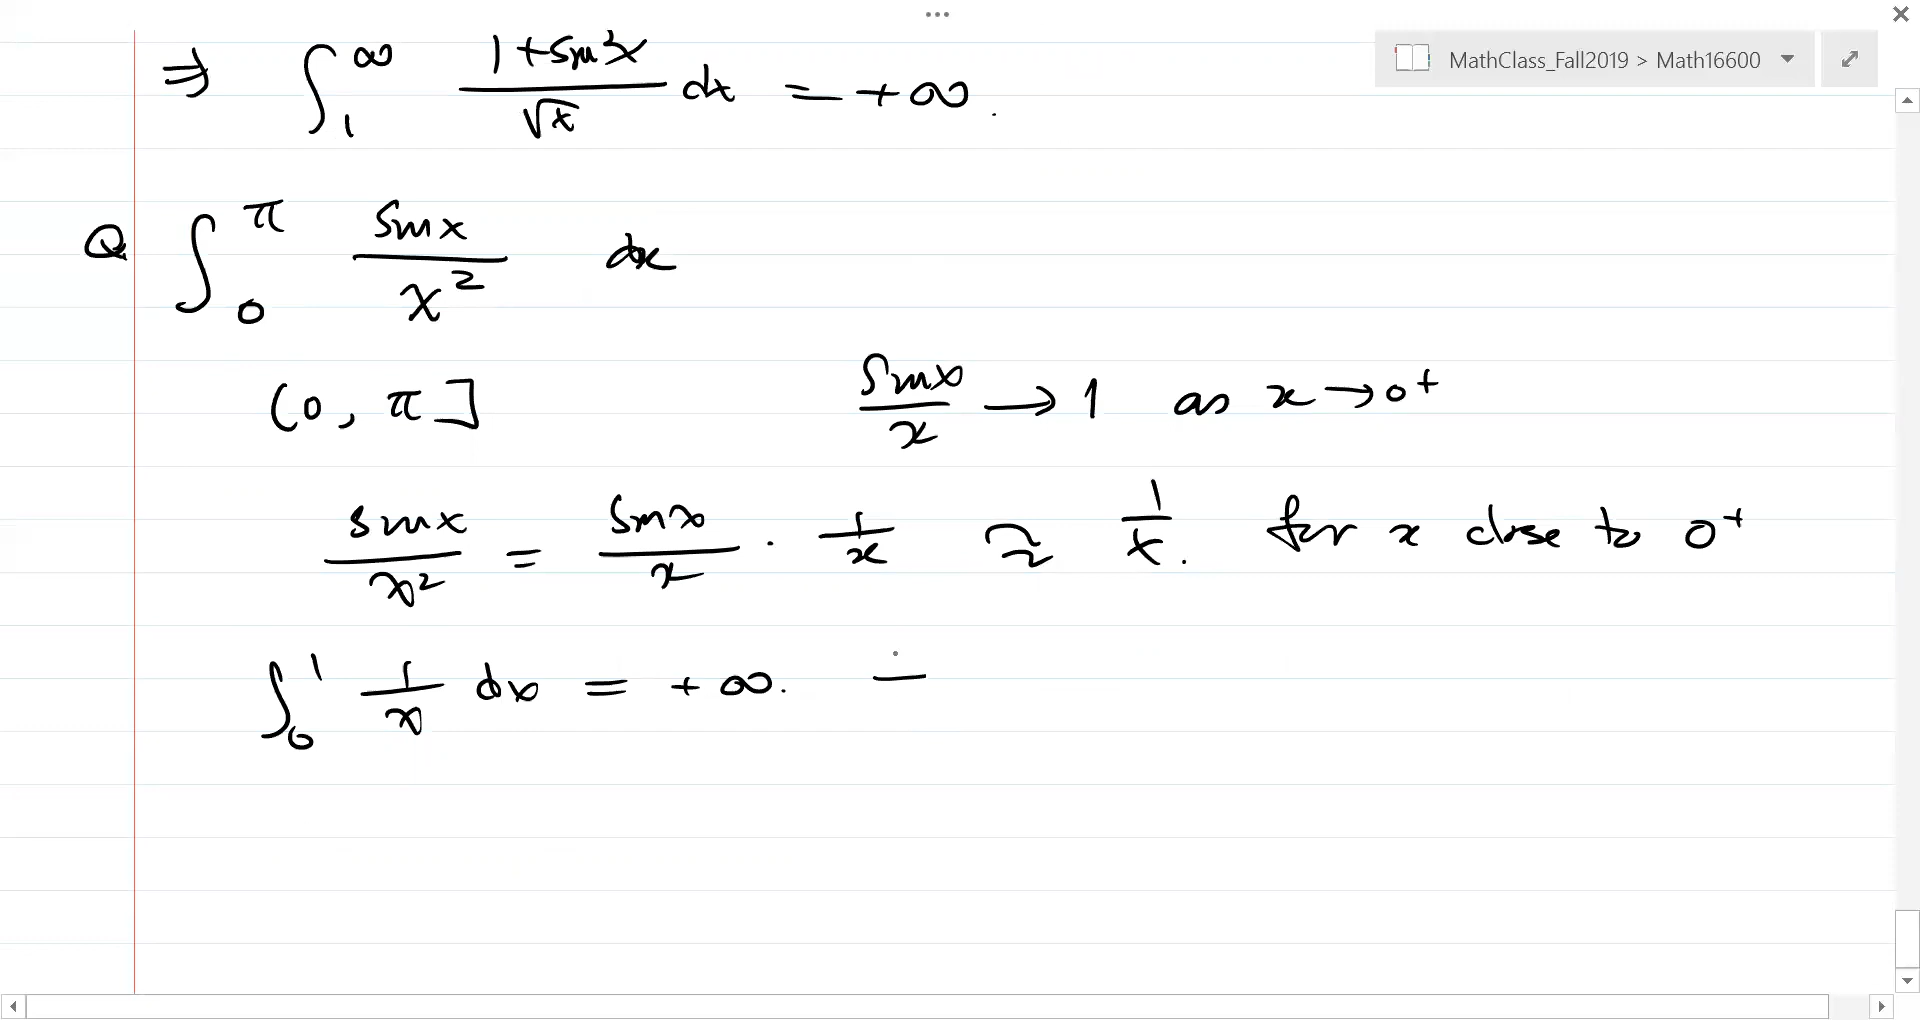 ⇒ ∫₁^∞ (1+sin²x)/√x dx = +∞.
MathClass_Fall2019 > Math16600
Q ∫₀^π sinx/x² dx
(0, π] sinx/x → 1 as x→0⁺
sinx/x² = sinx/x · 1/x ≈ 1/x. for x close to 0⁺
∫₀¹ 1/x dx = +∞.